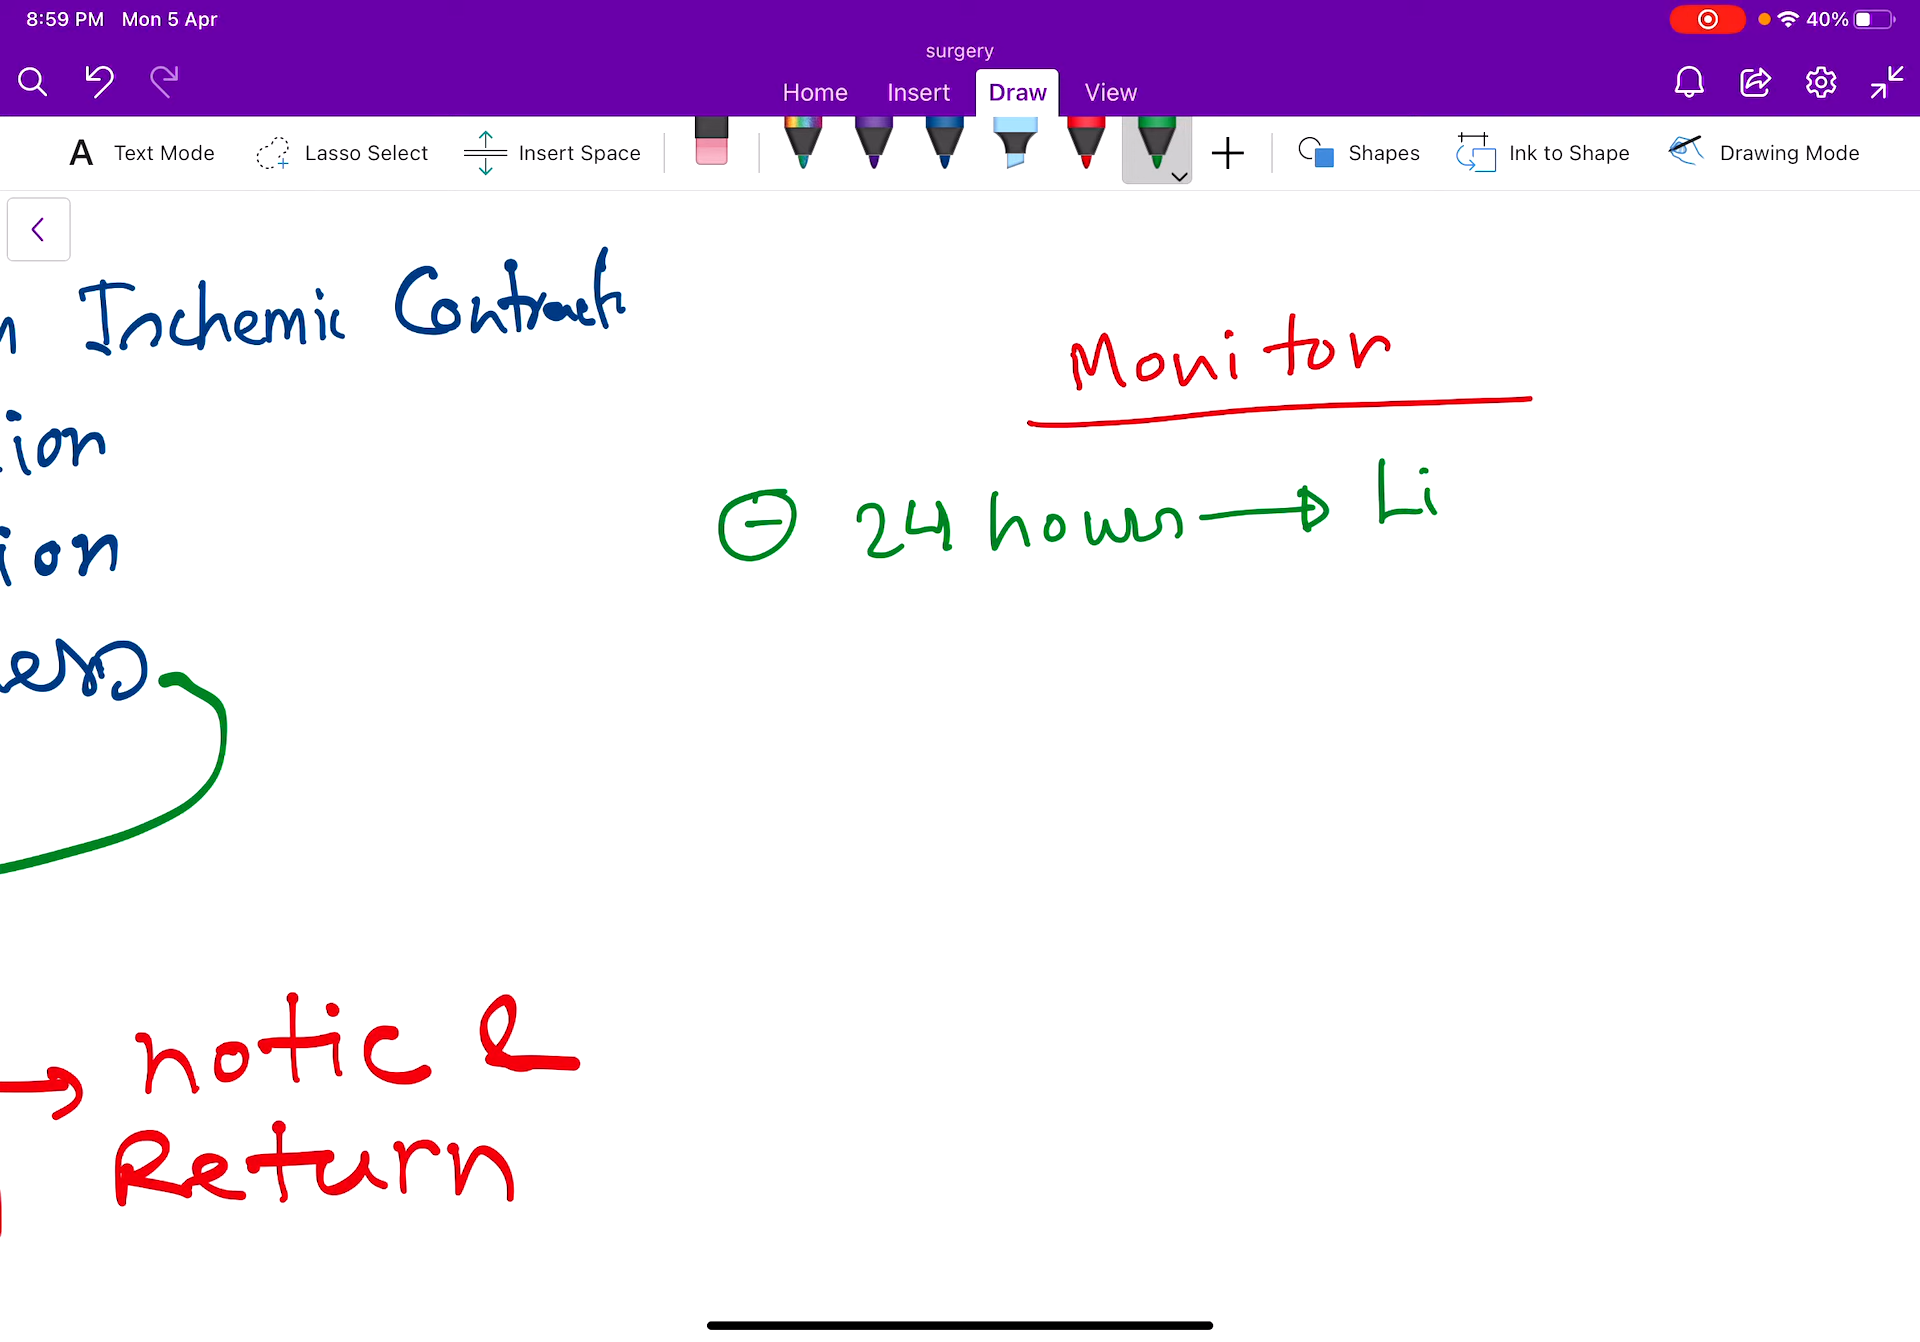 8:59 PM Mon 5 Apr
40%
surgery
Home Insert Draw View
A Text Mode Lasso Select Insert Space Shapes Ink to Shape Drawing Mode
n Ischemic Contract
Monitor
ion
⊖ 24 hours → Li
ion
→ notic &
Return